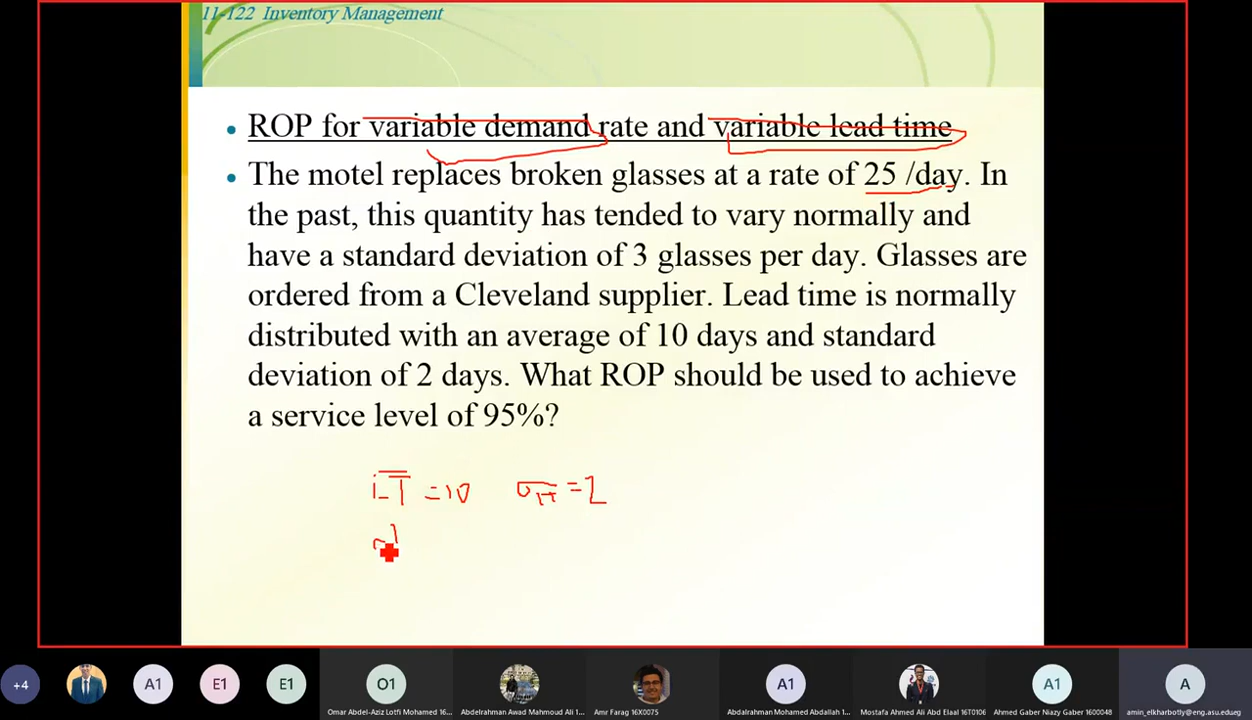 11-122 Inventory Management
• ROP for variable demand rate and variable lead time
• The motel replaces broken glasses at a rate of 25 /day. In
the past, this quantity has tended to vary normally and
have a standard deviation of 3 glasses per day. Glasses are
ordered from a Cleveland supplier. Lead time is normally
distributed with an average of 10 days and standard
deviation of 2 days. What ROP should be used to achieve
a service level of 95%?
LT = 10 σLT = 2
+4 A1 E1 E1 O1 A1 A1 A
Omar Abdel-Aziz Lotfi Mohamed 16... Abdelrahman Awad Mahmoud Ali 1... Amr Farag 16X0075 Abdalrahman Mohamed Abdallah 1... Mostafa Ahmed Ali Abd Elaal 16T0106 Ahmed Gaber Niazy Gaber 1600048 amin_elkharbotly@eng.asu.edueg